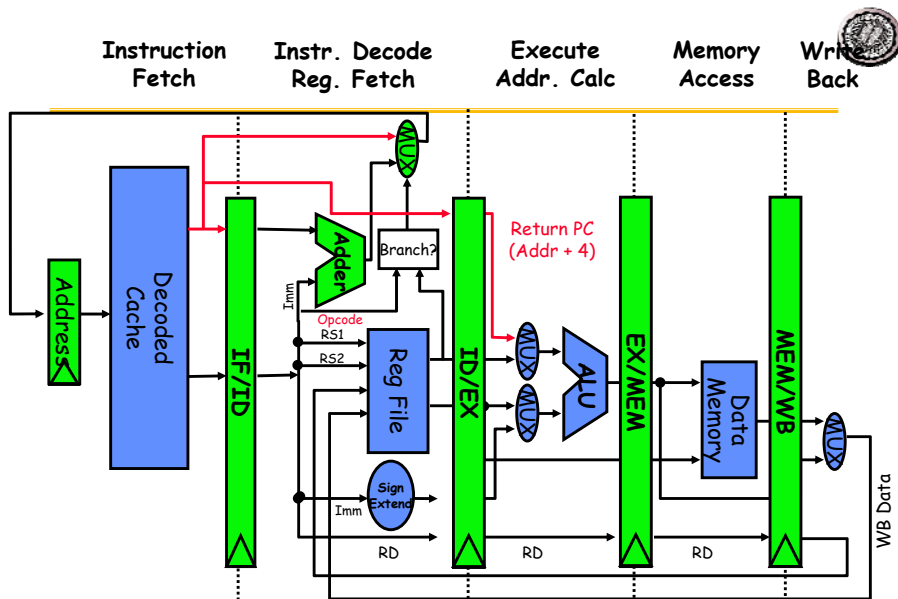 Instruction
Fetch
Instr. Decode
Reg. Fetch
Execute
Addr. Calc
Memory
Access
Write
Back
MUX
Return PC
(Addr + 4)
Adder
Branch?
Imm
Opcode
Address
Decoded
Cache
IF/ID
RS1
RS2
Reg File
ID/EX
MUX
MUX
ALU
EX/MEM
Data
Memory
MEM/WB
MUX
Sign
Extend
Imm
RD
RD
RD
WB Data